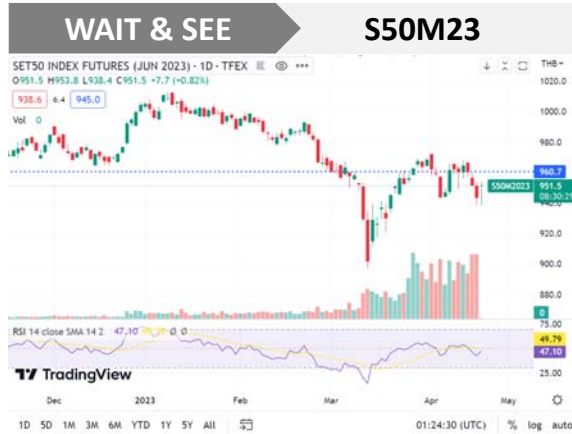 WAIT & SEE S50M23
SET50 INDEX FUTURES (JUN 2023) · 1D · TFEX
THB
O951.5 H953.8 L938.4 C951.5 +7.7 (+0.82%)
1020.0
938.6 6.4 945.0
Vol 0
1000.0
980.0
960.7
S50M2023 951.5
08:30:29
940.0
920.0
900.0
880.0
0
75.00
RSI 14 close SMA 14 2 47.10 Ø Ø
49.79
47.10
25.00
TradingView
Dec 2023 Feb Mar Apr May
1D 5D 1M 3M 6M YTD 1Y 5Y All 01:24:30 (UTC) % log auto